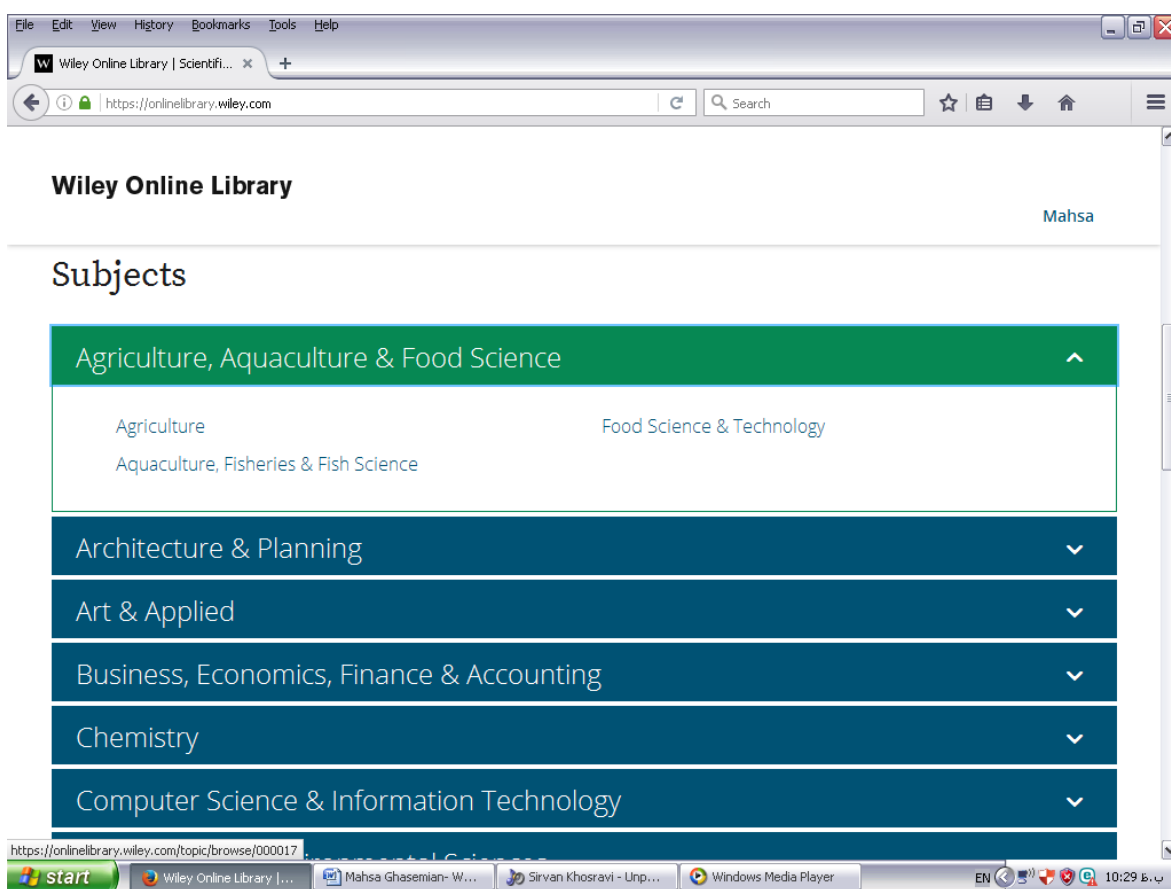 File Edit View History Bookmarks Tools Help
W Wiley Online Library | Scientifi... × +
https://onlinelibrary.wiley.com Search
Wiley Online Library
Mahsa
Subjects
Agriculture, Aquaculture & Food Science
Agriculture Food Science & Technology
Aquaculture, Fisheries & Fish Science
Architecture & Planning
Art & Applied
Business, Economics, Finance & Accounting
Chemistry
Computer Science & Information Technology
https://onlinelibrary.wiley.com/topic/browse/000017
start Wiley Online Library |... Mahsa Ghasemian- W... Sirvan Khosravi - Unp... Windows Media Player EN 10:29 ب.ظ